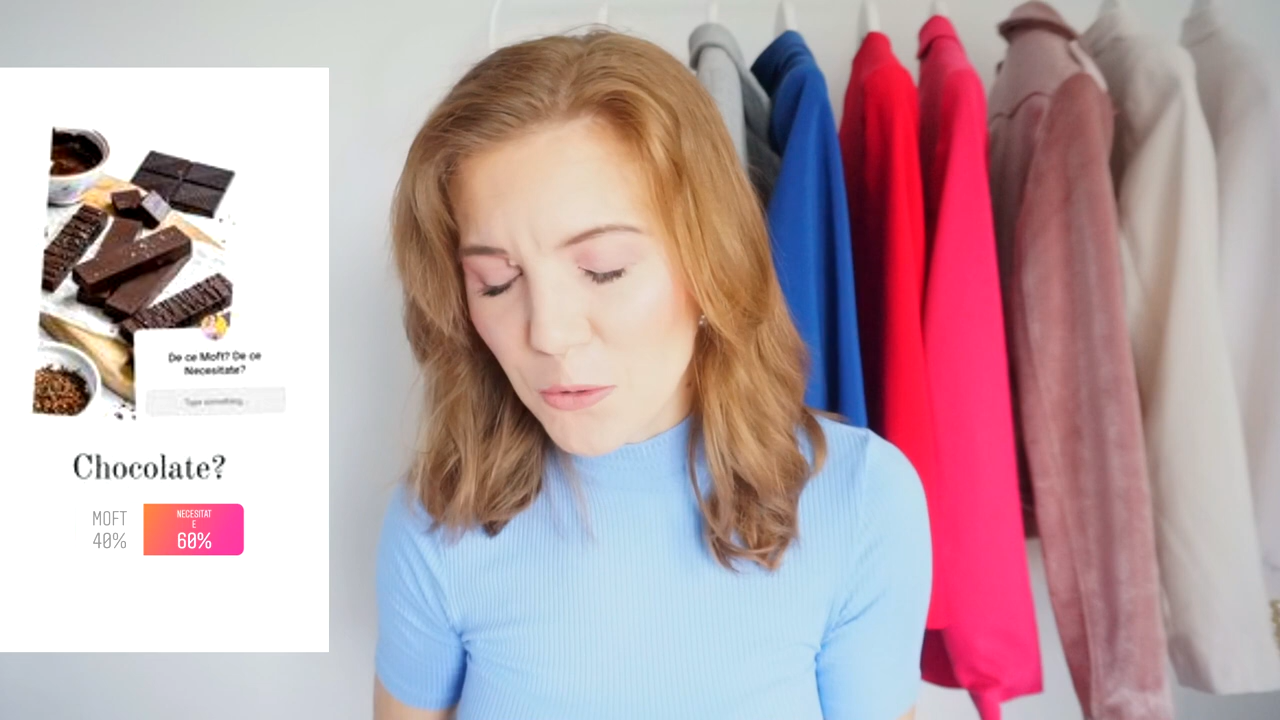 De ce Moft? De ce
Necesitate?
Type something...
Chocolate?
MOFT
40%
NECESITAT
E
60%